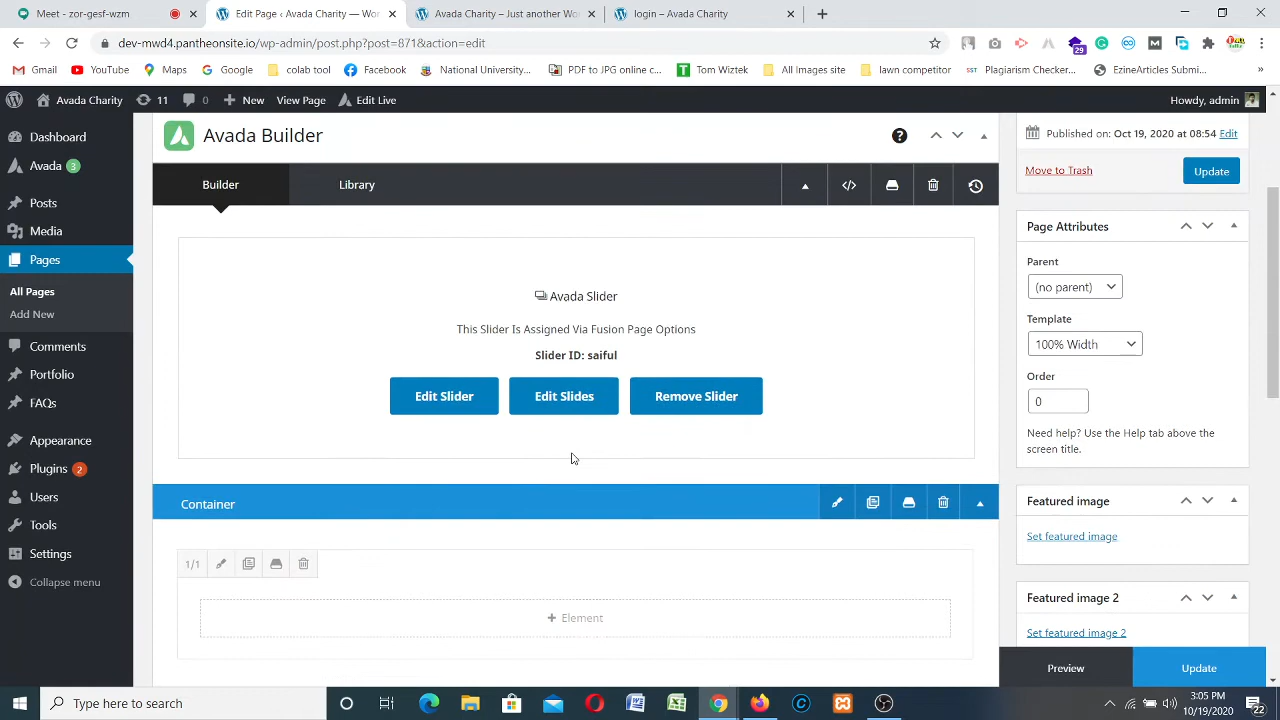 Meet - zor-gesf-wzm
Edit Page ‹ Avada Charity — Wor
Avada Charity – Just another Wo
login – Avada Charity
dev-mwd4.pantheonsite.io/wp-admin/post.php?post=871&action=edit
29
Gmail YouTube Maps Google colab tool Facebook National University... PDF to JPG online c... Tom Wiztek All Images site lawn competitor Plagiarism Checker... EzineArticles Submi... »
Avada Charity 11 0 New View Page Edit Live Howdy, admin
Dashboard
Avada 3
Posts
Media
Pages
All Pages
Add New
Comments
Portfolio
FAQs
Appearance
Plugins 2
Users
Tools
Settings
Collapse menu
Avada Builder
Builder Library
Avada Slider
This Slider Is Assigned Via Fusion Page Options
Slider ID: saiful
Edit Slider Edit Slides Remove Slider
Container
1/1
+ Element
Published on: Oct 19, 2020 at 08:54 Edit
Move to Trash Update
Page Attributes
Parent
(no parent)
Template
100% Width
Order
0
Need help? Use the Help tab above the
screen title.
Featured image
Set featured image
Featured image 2
Set featured image 2
Preview Update
Type here to search
3:05 PM
10/19/2020
22